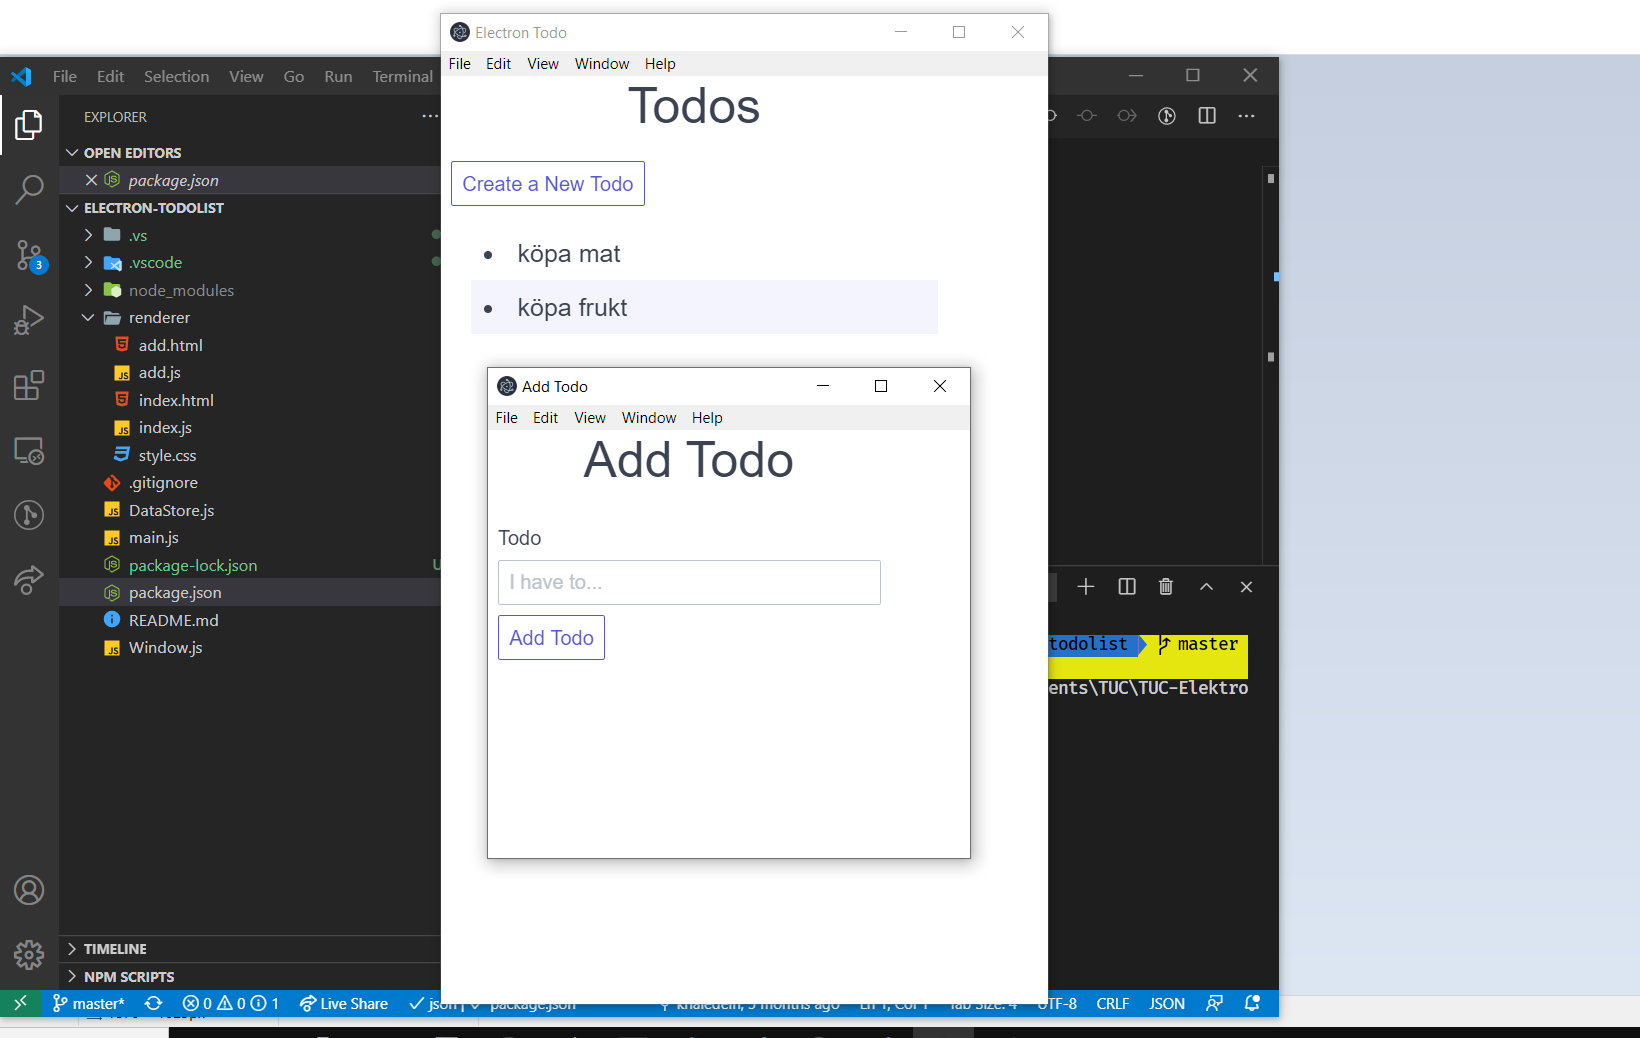 Electron Todo
File Edit View Window Help
Todos
Create a New Todo
köpa mat
köpa frukt
Add Todo
File Edit View Window Help
Add Todo
Todo
I have to...
Add Todo
File Edit Selection View Go Run Terminal
EXPLORER
OPEN EDITORS
package.json
ELECTRON-TODOLIST
.vs
.vscode
node_modules
renderer
add.html
add.js
index.html
index.js
style.css
.gitignore
DataStore.js
main.js
package-lock.json U
package.json
README.md
Window.js
TIMELINE
NPM SCRIPTS
todolist master
ents\TUC\TUC-Elektro
3
master* 0 0 1 Live Share json package.json khaledeln, 5 months ago Ln 1, Col 1 Tab Size: 4 UTF-8 CRLF JSON